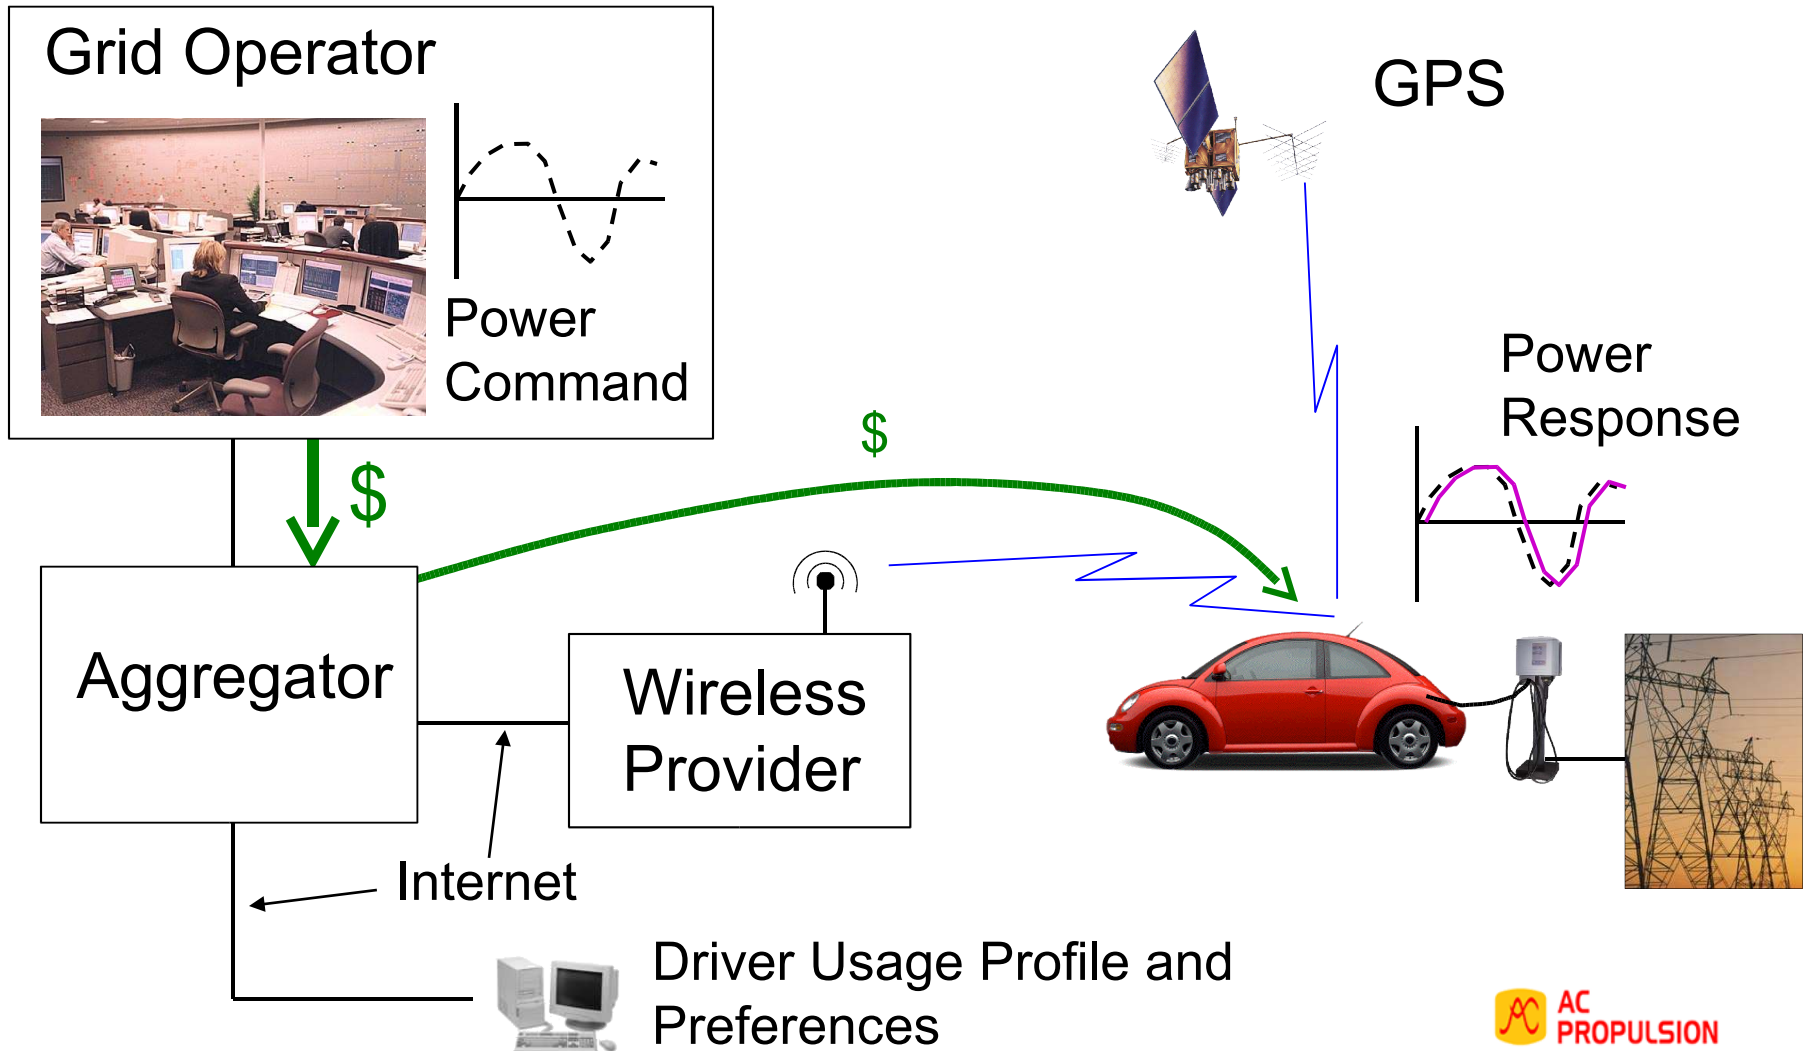 Grid Operator
Power
Command
GPS
Power
Response
$
$
Aggregator
Wireless
Provider
Internet
Driver Usage Profile and
Preferences
AC
PROPULSION